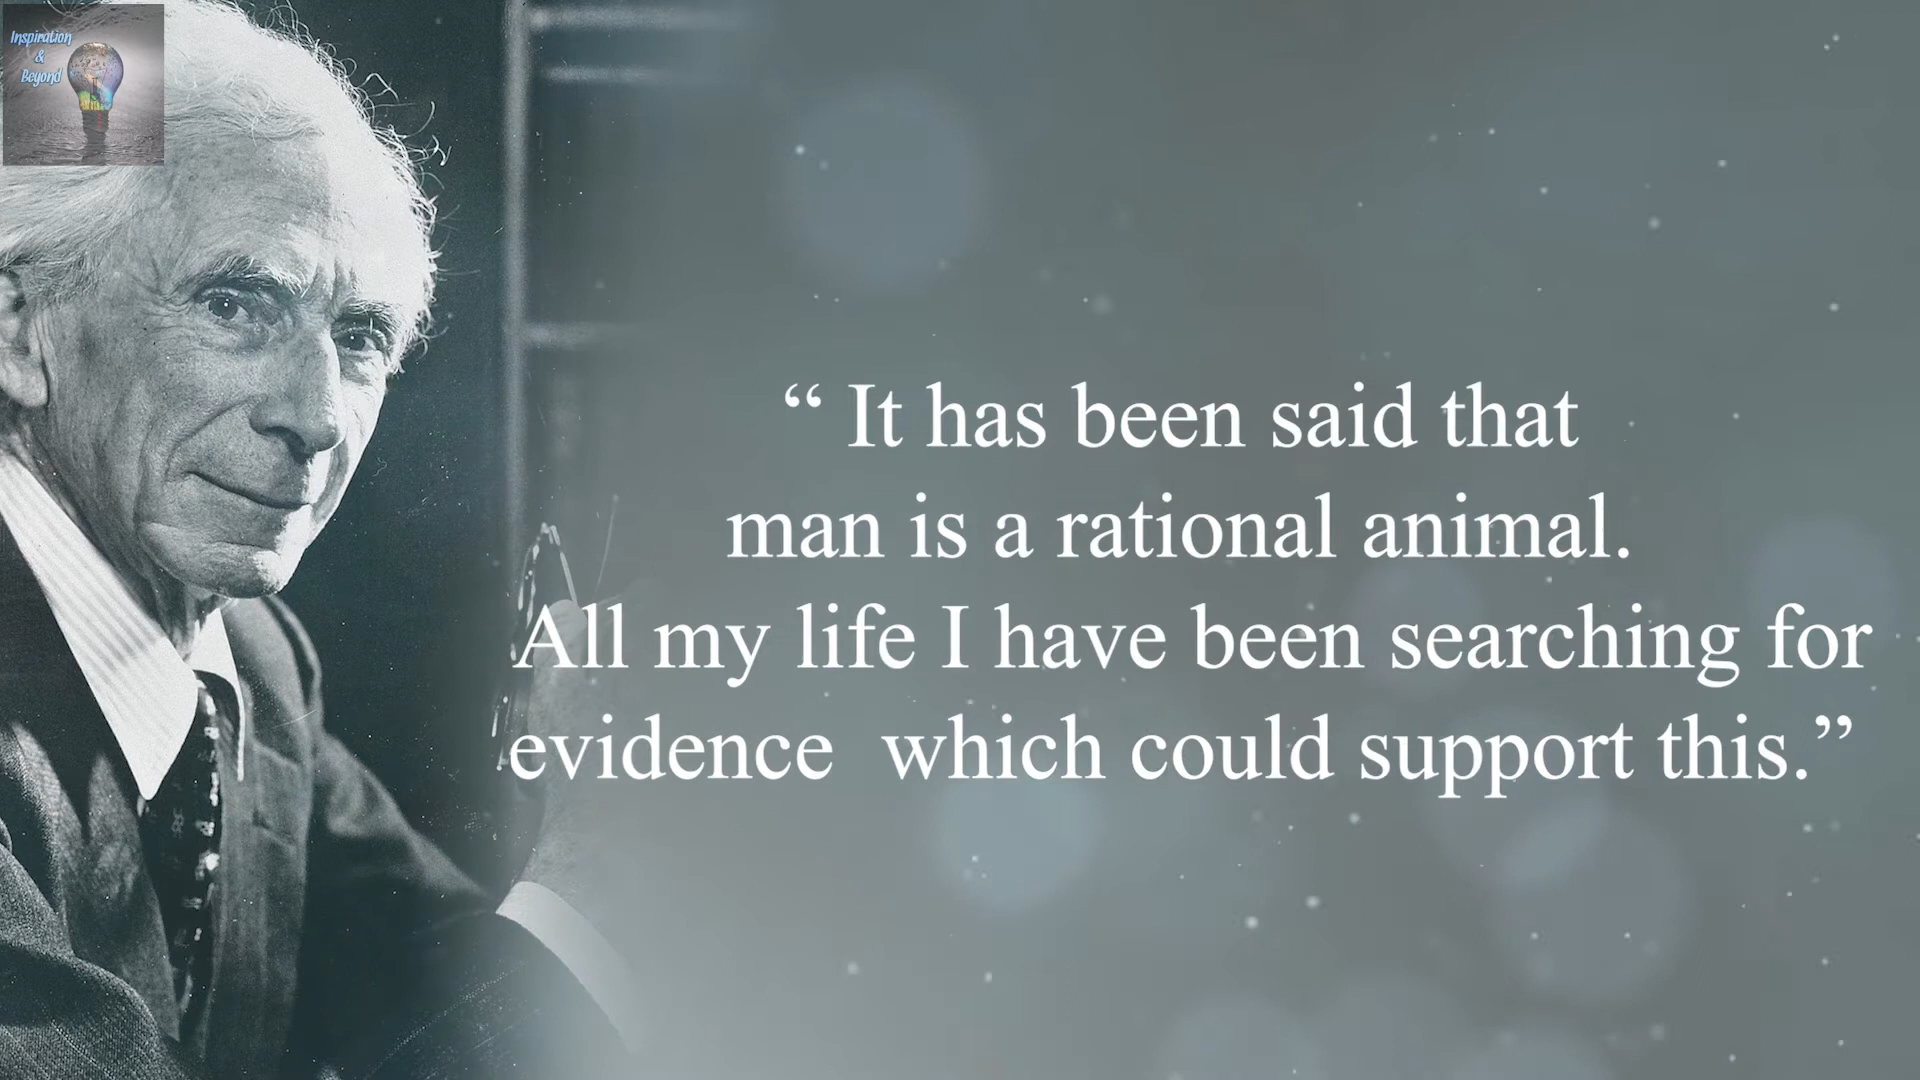 Inspiration
&
Beyond
“ It has been said that
man is a rational animal.
All my life I have been searching for
evidence  which could support this.”